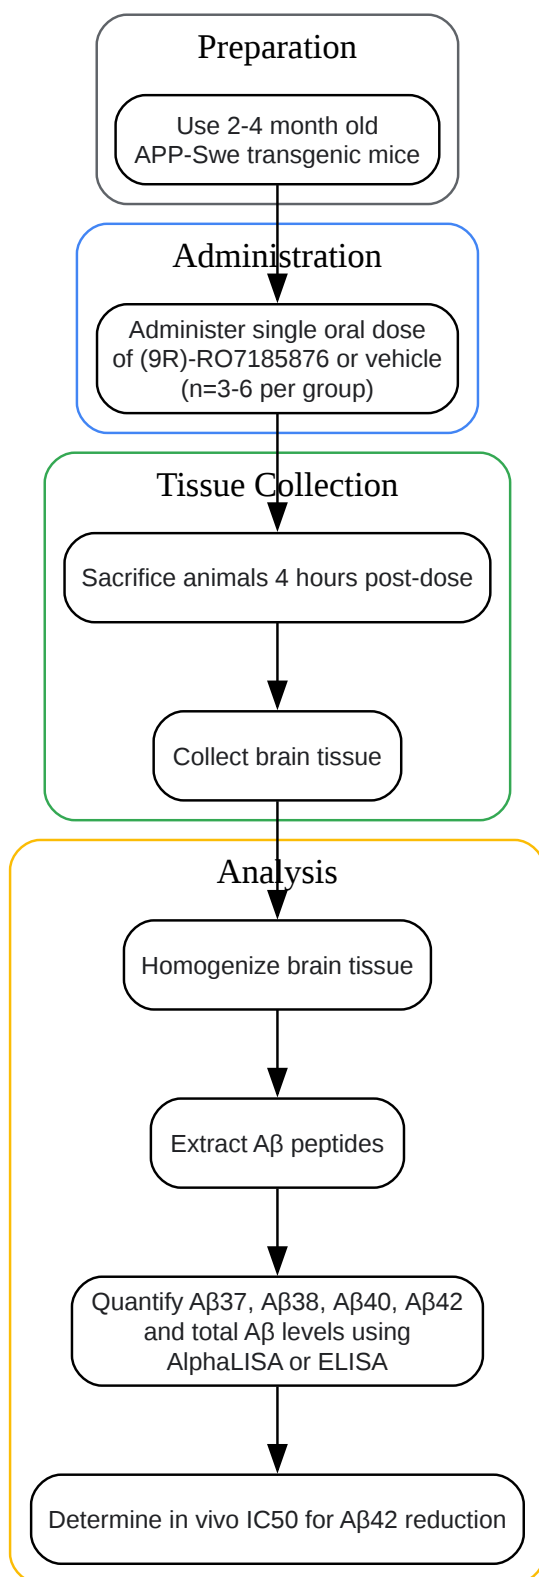 Preparation
Use 2-4 month old
APP-Swe transgenic mice
Administration
Administer single oral dose
of (9R)-RO7185876 or vehicle
(n=3-6 per group)
Tissue Collection
Sacrifice animals 4 hours post-dose
Collect brain tissue
Analysis
Homogenize brain tissue
Extract Aβ peptides
Quantify Aβ37, Aβ38, Aβ40, Aβ42
and total Aβ levels using
AlphaLISA or ELISA
Determine in vivo IC50 for Aβ42 reduction